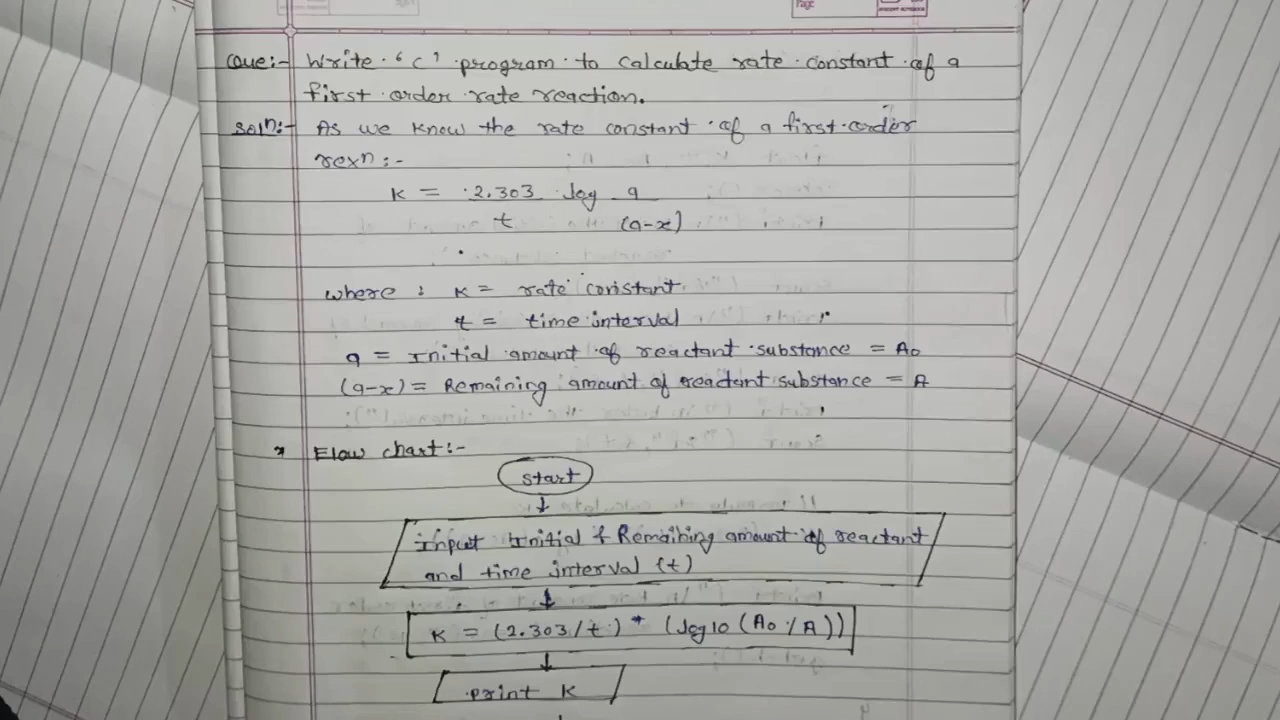 Page
Que:- Write 'C' program to calculate rate constant of a
first order rate reaction.
Solⁿ:- As we know the rate constant of a first order
rexⁿ:-
K = 2.303 log a
t (a-x)
where : K = rate constant
t = time interval
a = Initial amount of reactant substance = A₀
(a-x) = Remaining amount of reactant substance = A
* Flow chart:-
start
↓
Input Initial & Remaining amount of reactant
and time interval (t)
↓
K = (2.303/t) * (log10 (A₀/A))
↓
print K